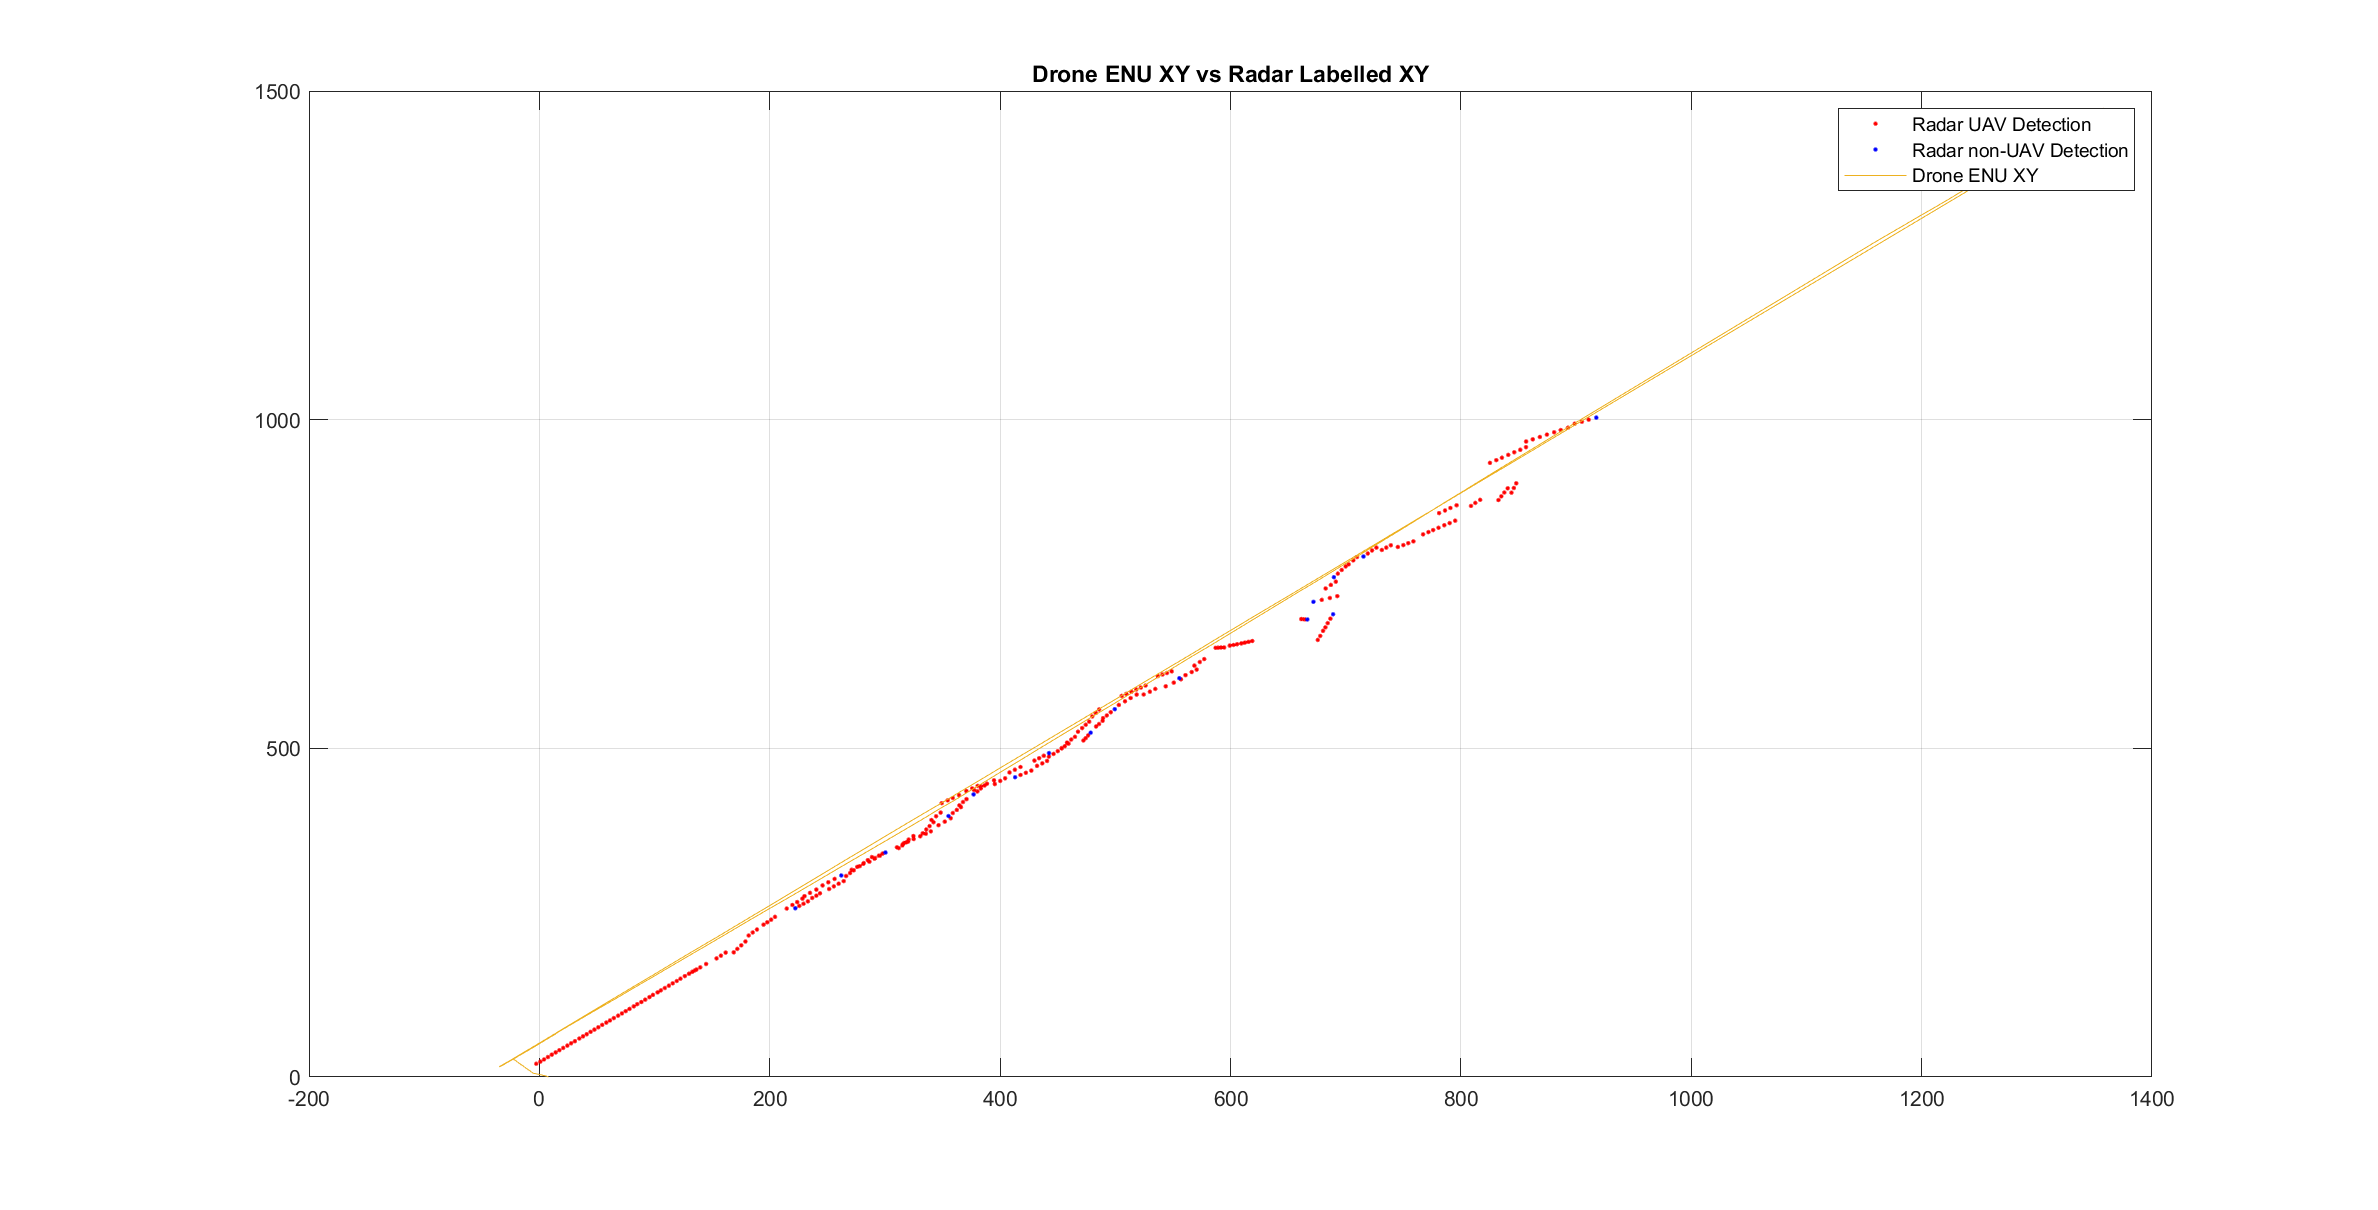 Drone ENU XY vs Radar Labelled XY
1500
Radar UAV Detection
Radar non-UAV Detection
Drone ENU XY
1000
500
0
-200 0 200 400 600 800 1000 1200 1400